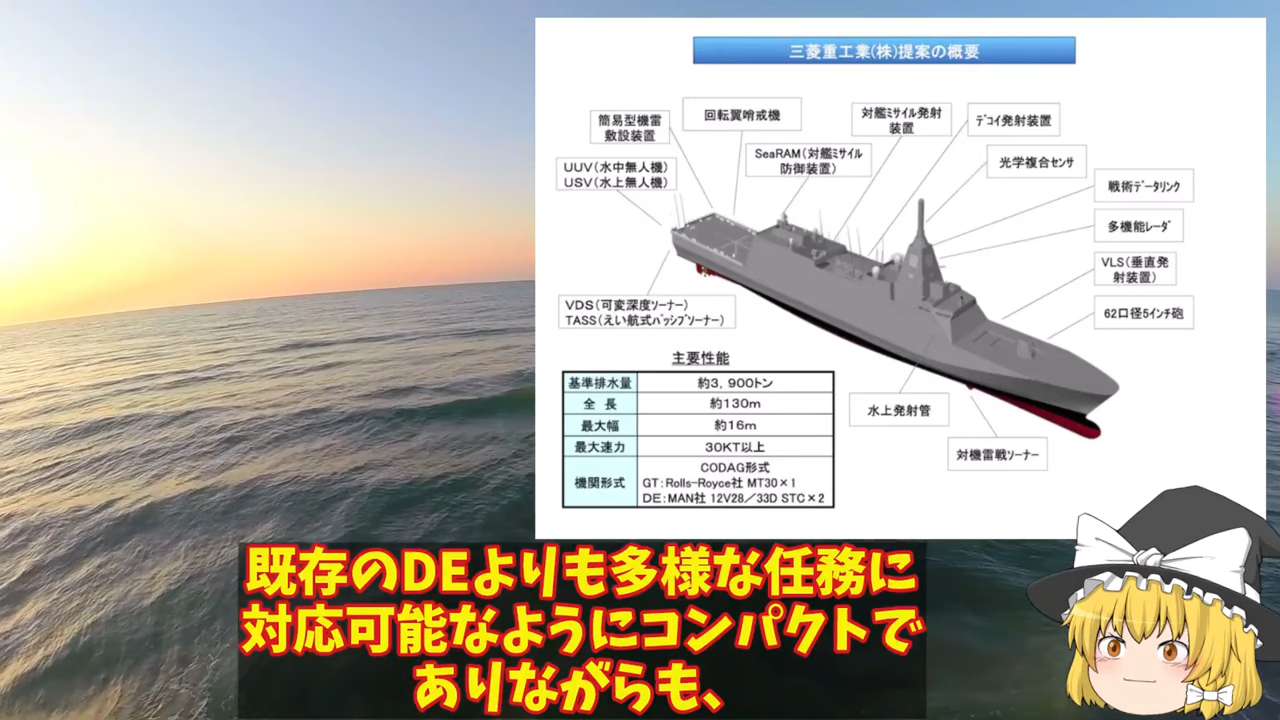 三菱重工業(株)提案の概要
簡易型機雷
敷設装置
回転翼哨戒機
対艦ﾐｻｲﾙ発射
装置
ﾃﾞｺｲ発射装置
UUV(水中無人機)
USV(水上無人機)
SeaRAM(対艦ﾐｻｲﾙ
防御装置)
光学複合ｾﾝｻ
戦術ﾃﾞｰﾀﾘﾝｸ
多機能ﾚｰﾀﾞ
VLS(垂直発
射装置)
62口径5ｲﾝﾁ砲
VDS(可変深度ｿｰﾅｰ)
TASS(えい航式ﾊﾟｯｼﾌﾞｿｰﾅｰ)
水上発射管
対機雷戦ｿｰﾅｰ
主要性能
基準排水量 約3,900ﾄﾝ
全 長 約130m
最大幅 約16m
最大速力 30KT以上
機関形式 CODAG形式
GT:Rolls-Royce社 MT30×1
DE:MAN社 12V28/33D STC×2
既存のDEよりも多様な任務に
対応可能なようにコンパクトで
ありながらも、